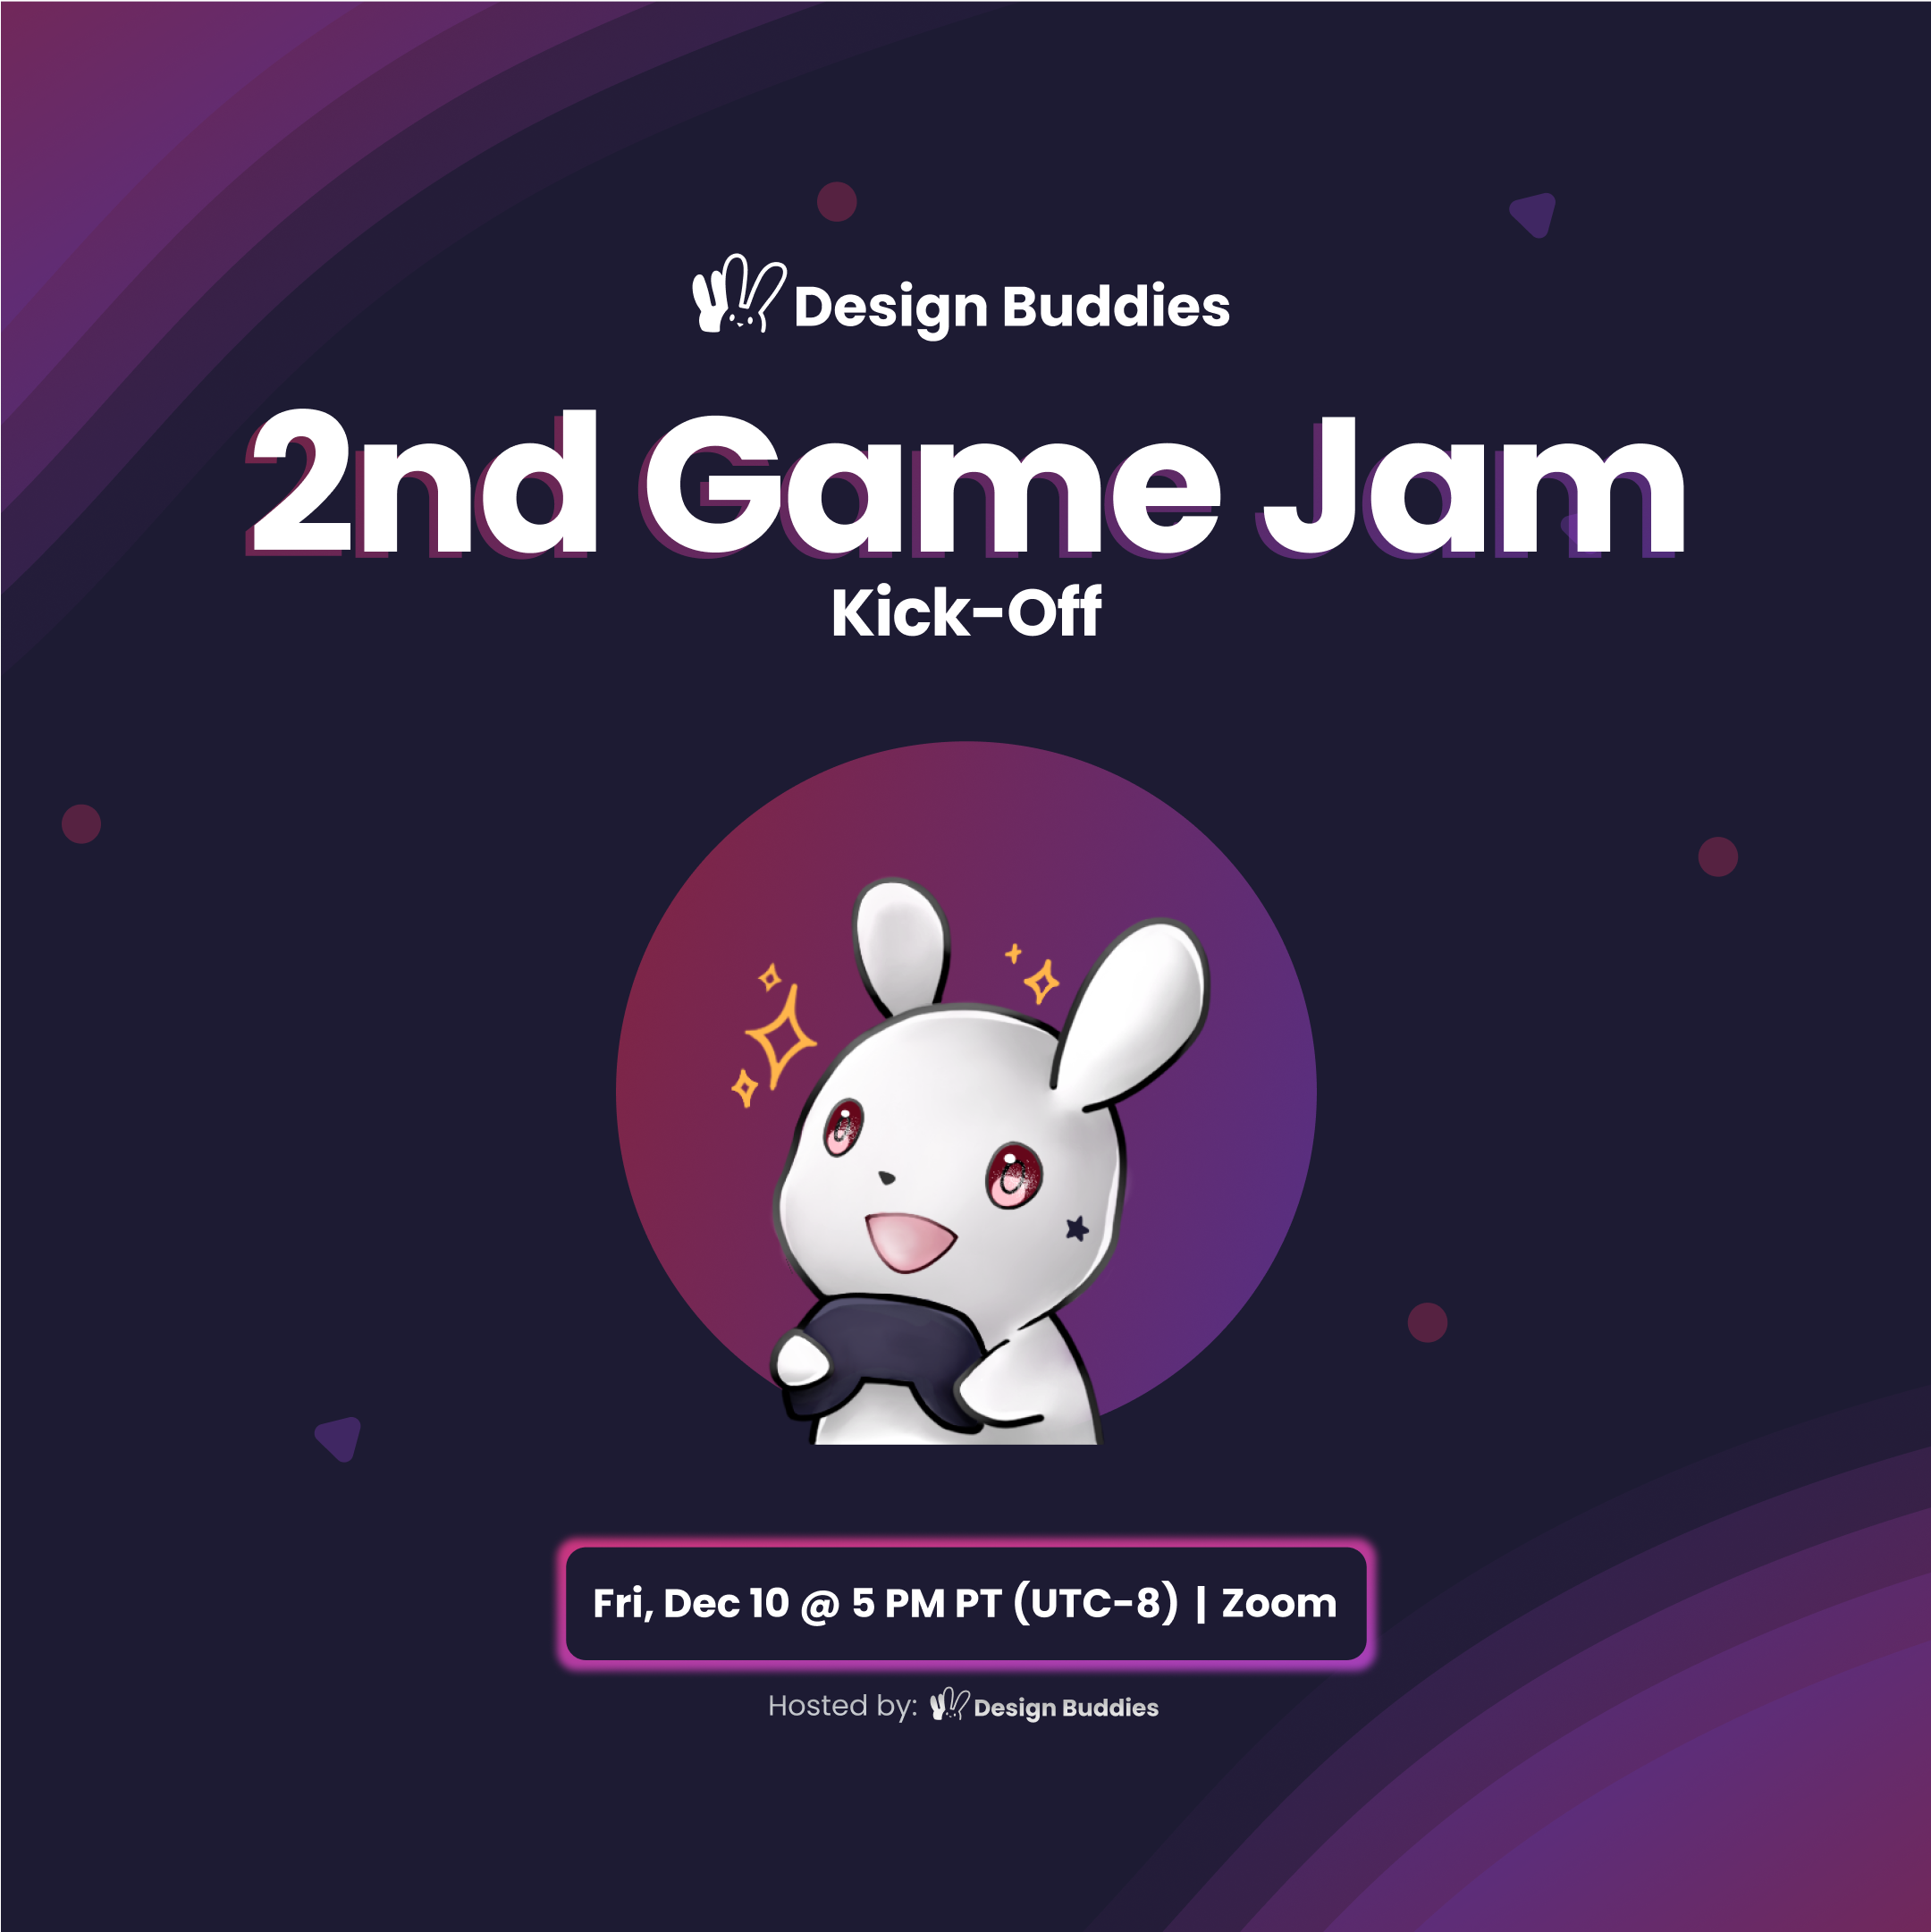 Design Buddies
2nd Game Jam
Kick-Off
Fri, Dec 10 @ 5 PM PT (UTC-8) | Zoom
Hosted by: Design Buddies